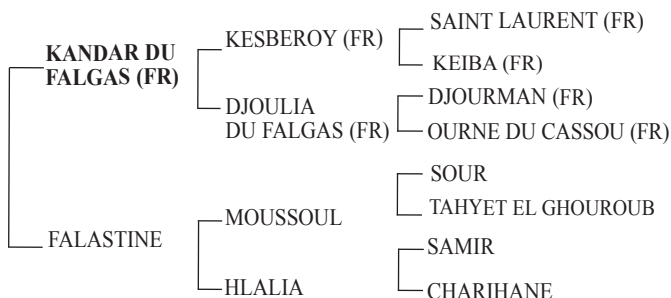 SAINT LAURENT (FR)
KESBEROY (FR)
KANDAR DU
FALGAS (FR)
KEIBA (FR)
DJOULIA
DU FALGAS (FR)
DJOURMAN (FR)
OURNE DU CASSOU (FR)
SOUR
MOUSSOUL
TAHYET EL GHOUROUB
FALASTINE
SAMIR
HLALIA
CHARIHANE